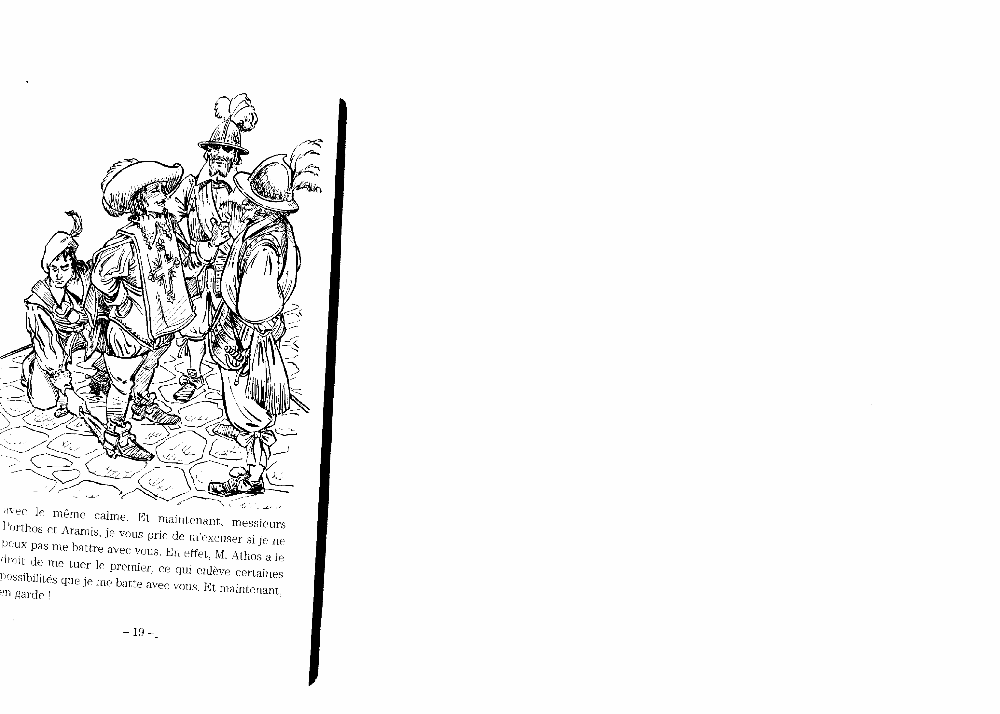 avec le même calme. Et maintenant, messieurs
Porthos et Aramis, je vous prie de m'excuser si je ne
peux pas me battre avec vous. En effet, M. Athos a le
droit de me tuer le premier, ce qui enlève certaines
possibilités que je me batte avec vous. Et maintenant,
en garde !
– 19 –